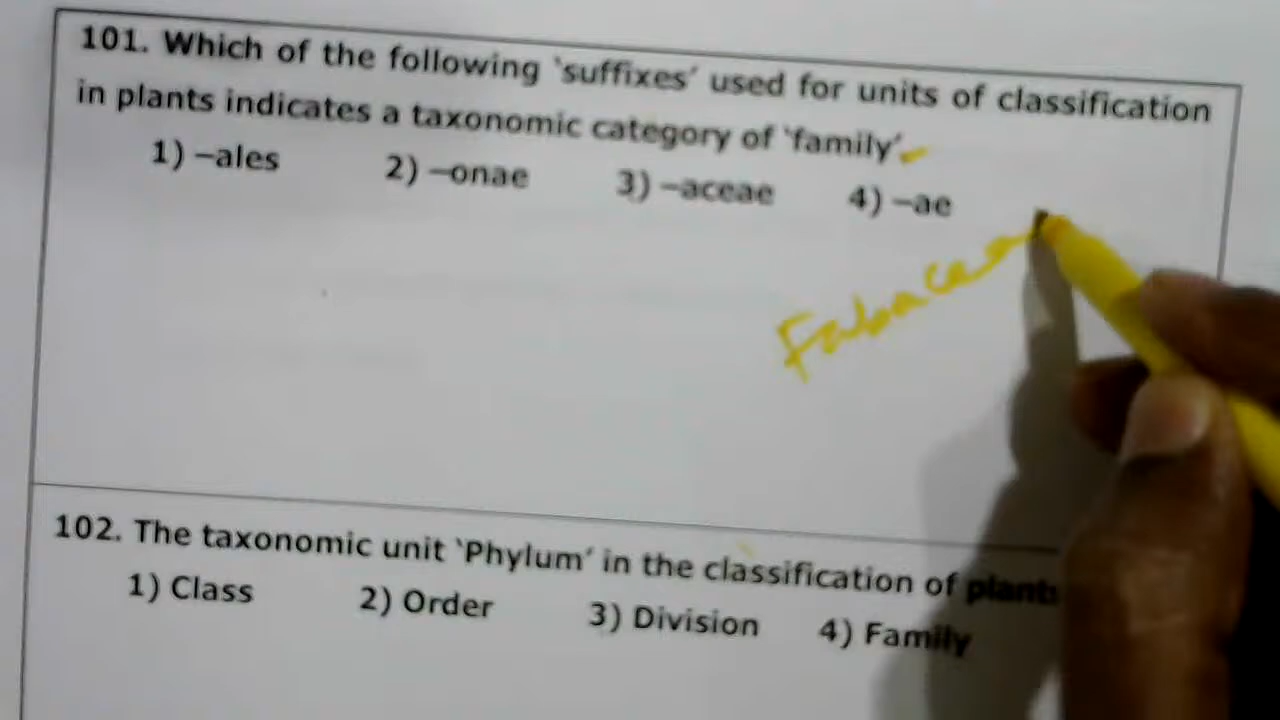 101. Which of the following ‘suffixes’ used for units of classification
in plants indicates a taxonomic category of ‘family’
1) –ales 2) –onae 3) –aceae 4) –ae
Fabacea
102. The taxonomic unit ‘Phylum’ in the classification of plants
1) Class 2) Order 3) Division 4) Family